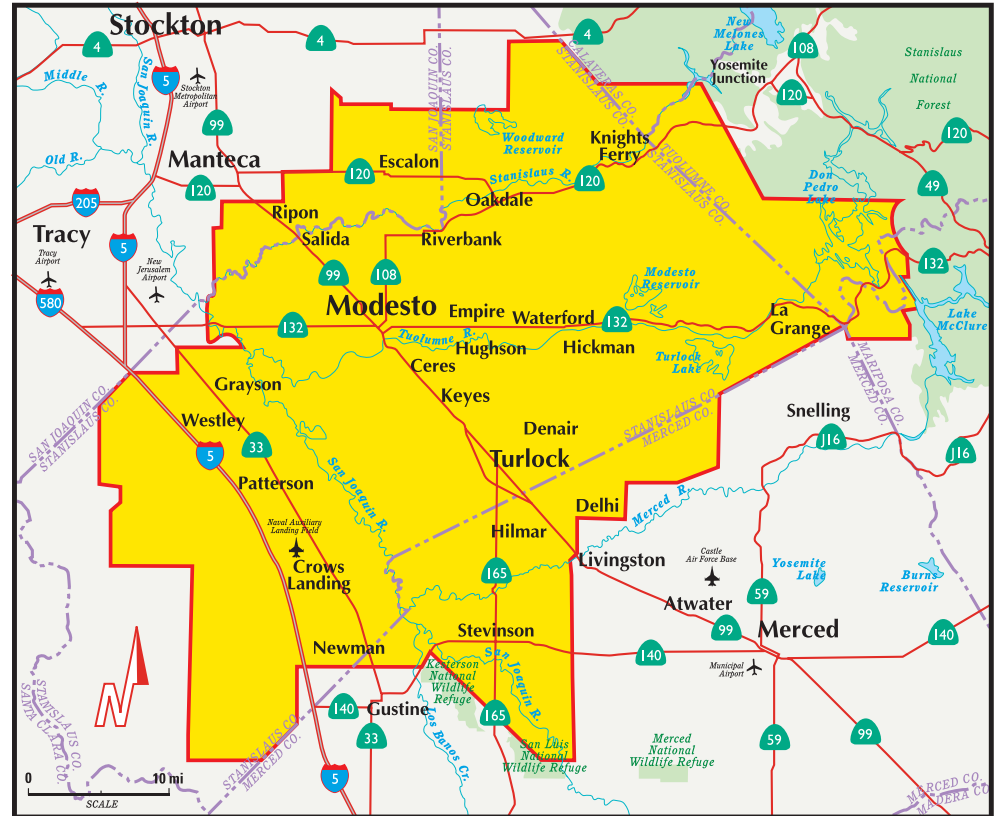 Stockton
4
4
4
5
Stockton
Metropolitan
Airport
99
Middle R.
San Joaquin R.
Old R.
Manteca
120
205
Tracy
Tracy
Airport
5
New
Jerusalem
Airport
580
SAN JOAQUIN CO.
STANISLAUS CO.
CALAVERAS CO.
STANISLAUS CO.
New
Melones
Lake
Yosemite
Junction
108
120
Stanislaus
National
Forest
120
49
132
Woodward
Reservoir
Knights
Ferry
Escalon
120
Stanislaus R.
120
Oakdale
TUOLUMNE CO.
STANISLAUS CO.
Don
Pedro
Lake
Ripon
Salida
Riverbank
99
108
Modesto
132
Empire
Waterford
132
Modesto
Reservoir
La
Grange
Lake
McClure
Tuolumne R.
Hughson
Hickman
Turlock
Lake
Ceres
Keyes
Grayson
Westley
33
5
Patterson
SAN JOAQUIN CO.
STANISLAUS CO.
Denair
Turlock
STANISLAUS CO.
MERCED CO.
MARIPOSA CO.
MERCED CO.
Snelling
J16
J16
San Joaquin R.
Naval Auxiliary
Landing Field
Crows
Landing
Delhi
Merced R.
Hilmar
165
Livingston
Castle
Air Force Base
Yosemite
Lake
Burns
Reservoir
Atwater
59
99
Merced
140
140
Municipal
Airport
Stevinson
Newman
Kesterson
National
Wildlife
Refuge
San Joaquin R.
140
Gustine
33
Los Banos Cr.
165
San Luis
National
Wildlife Refuge
Merced
National
Wildlife Refuge
59
99
5
STANISLAUS CO.
SANTA CLARA CO.
STANISLAUS CO.
MERCED CO.
MERCED CO.
MADERA CO.
N
0 10 mi
SCALE